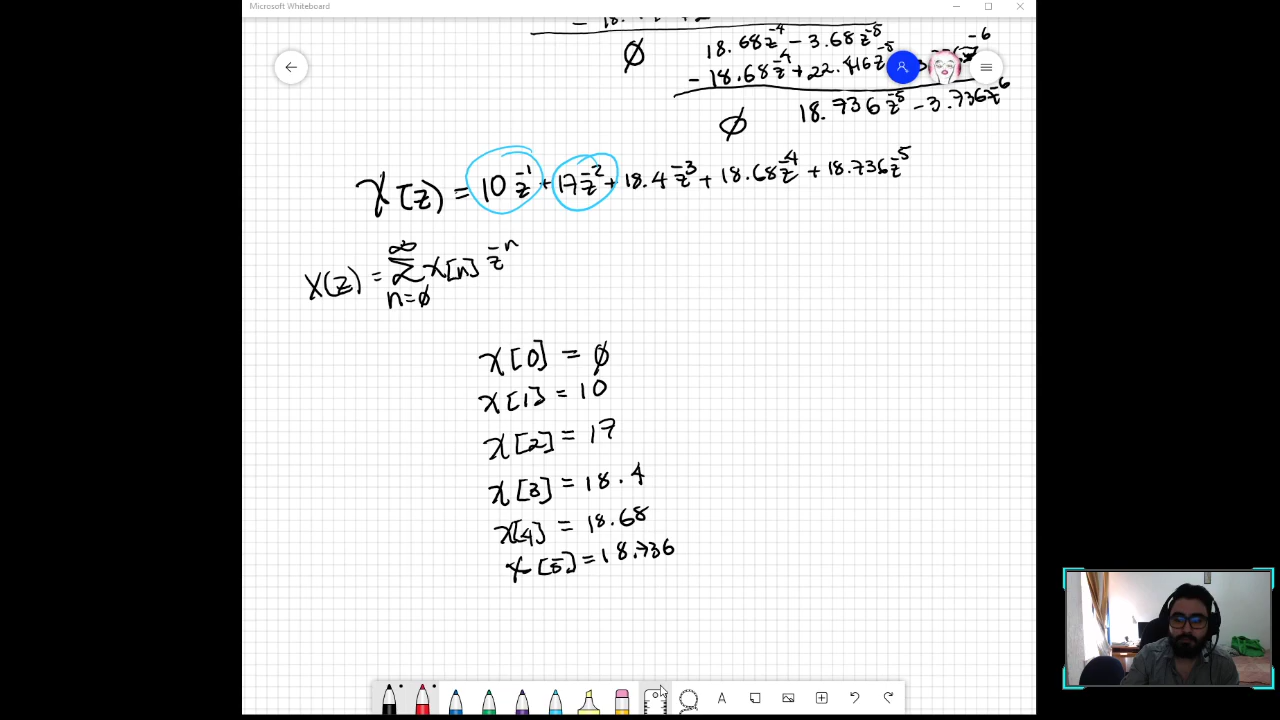 Microsoft Whiteboard
∅ 18.68z⁻⁴ − 3.68z⁻⁵
− 18.68z⁻⁴ + 22.416z⁻⁵ z⁻⁶
∅ 18.736z⁻⁵ − 3.736z⁻⁶
X(z) = 10z⁻¹ + 17z⁻² + 18.4z⁻³ + 18.68z⁻⁴ + 18.736z⁻⁵
X(z) = ∑ₙ₌∅^∞ x[n] z⁻ⁿ
x[0] = ∅
x[1] = 10
x[2] = 17
x[3] = 18.4
x[4] = 18.68
x[5] = 18.736
A